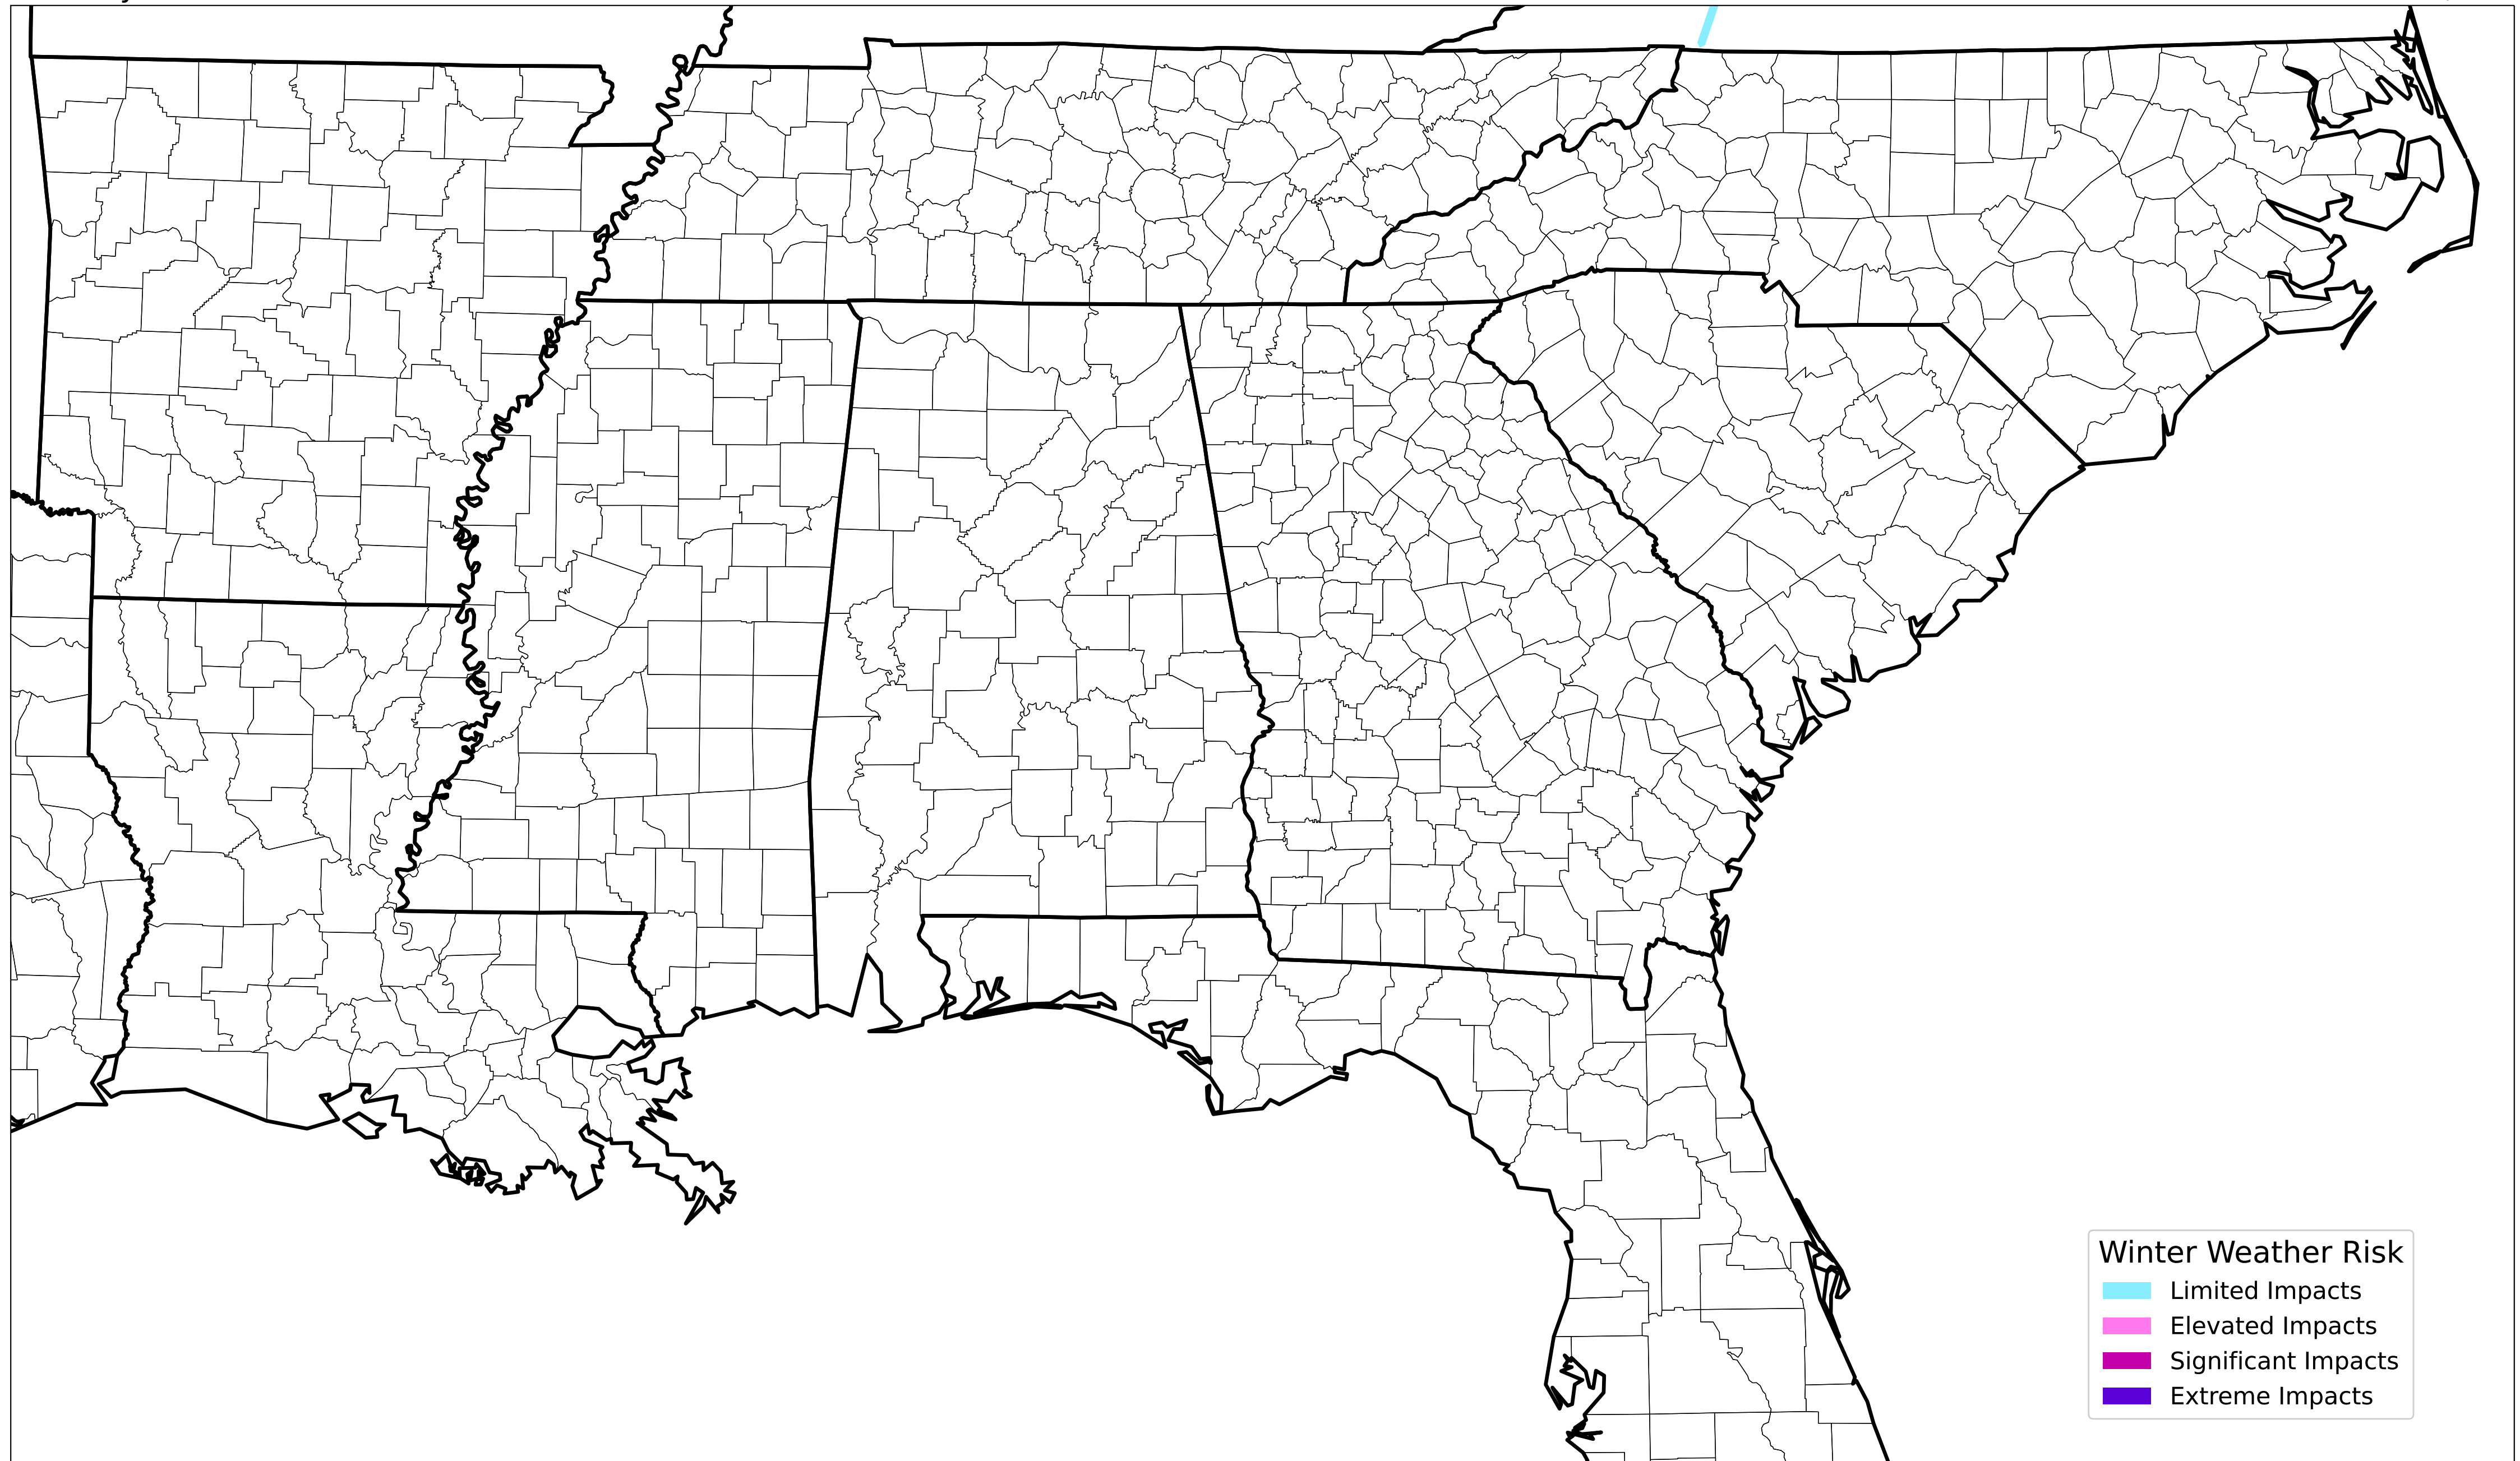 Winter Weather Risk
Limited Impacts
Elevated Impacts
Significant Impacts
Extreme Impacts